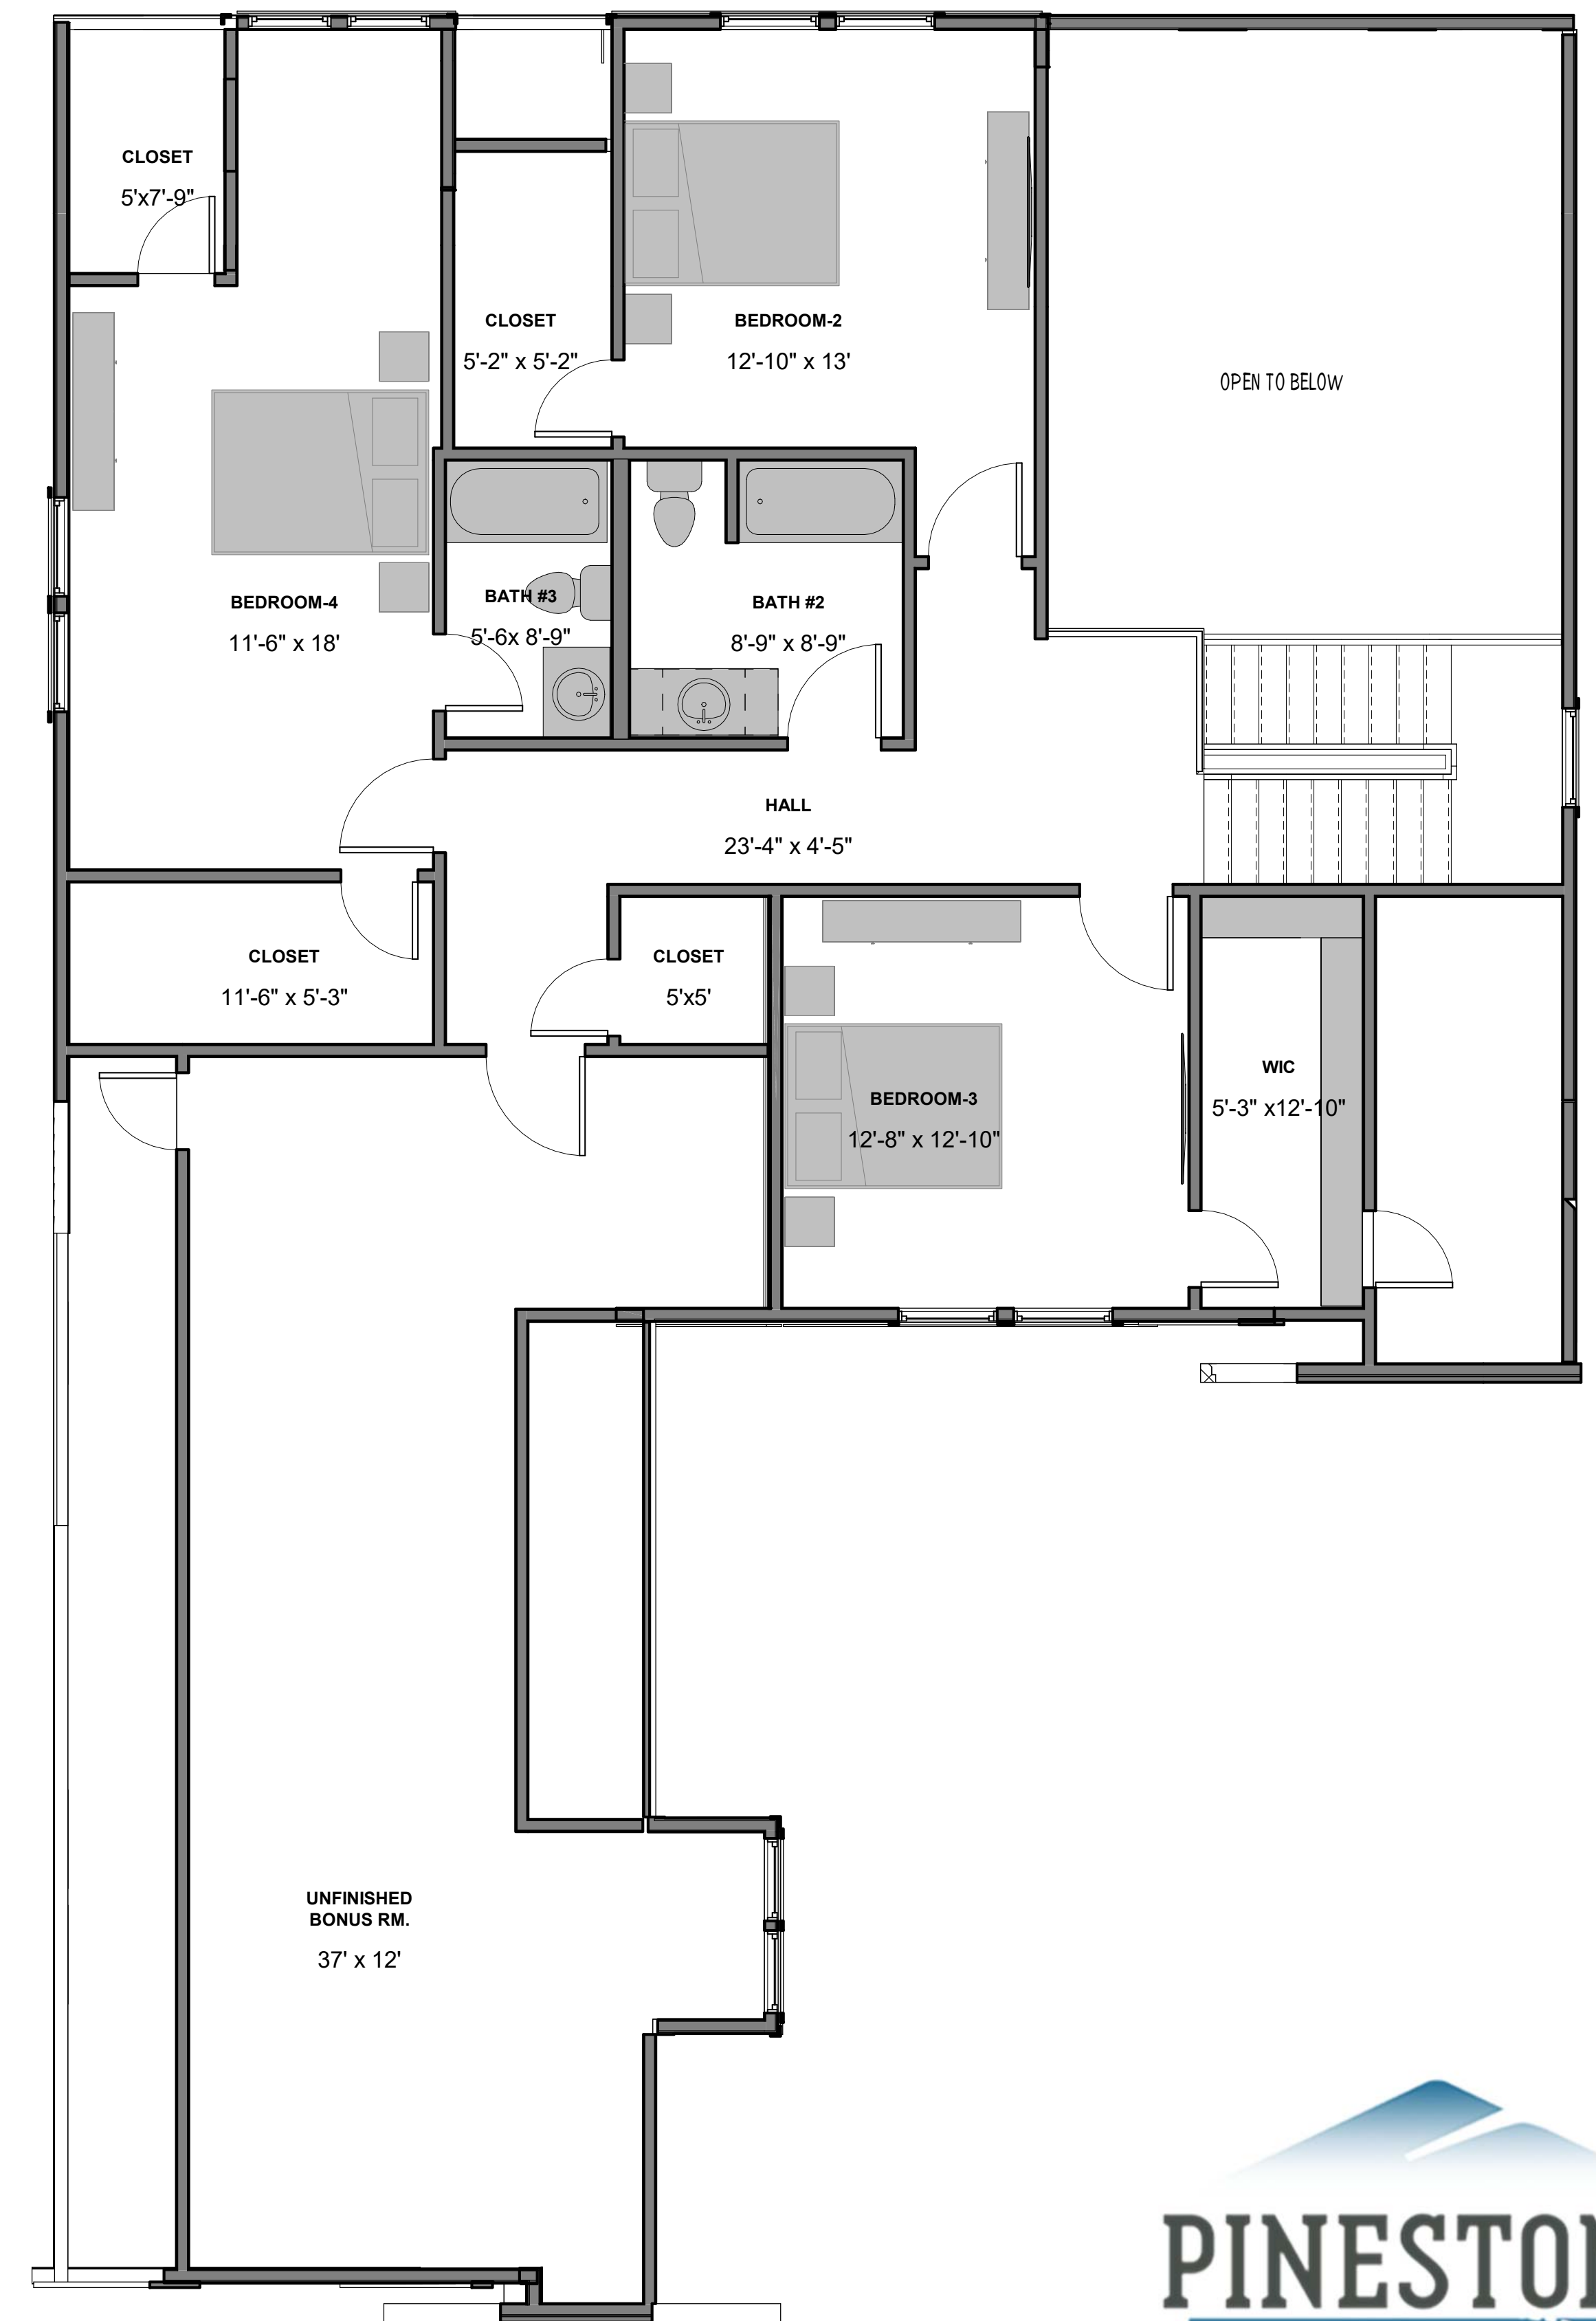 CLOSET
5'x7'-9"
CLOSET
5'-2" x 5'-2"
BEDROOM-2
12'-10" x 13'
OPEN TO BELOW
BEDROOM-4
11'-6" x 18'
BATH #3
5'-6x 8'-9"
BATH #2
8'-9" x 8'-9"
HALL
23'-4" x 4'-5"
CLOSET
11'-6" x 5'-3"
CLOSET
5'x5'
BEDROOM-3
12'-8" x 12'-10"
WIC
5'-3" x12'-10"
UNFINISHED
BONUS RM.
37' x 12'
PINESTO